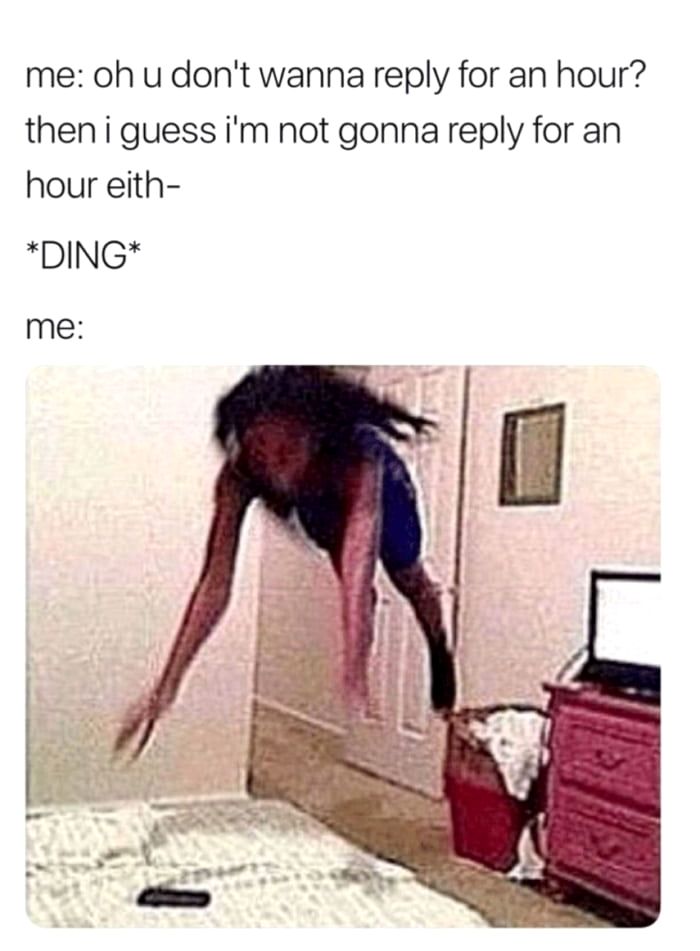 me: oh u don't wanna reply for an hour?
then i guess i'm not gonna reply for an
hour eith-
*DING*
me: